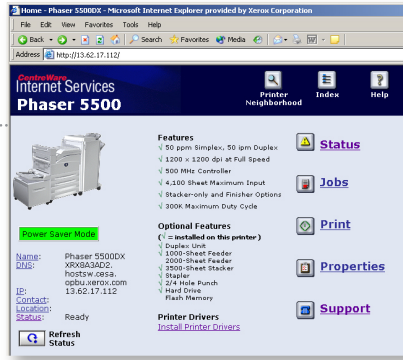 Home - Phaser 5500DX - Microsoft Internet Explorer provided by Xerox Corporation
File Edit View Favorites Tools Help
Back Search Favorites Media
Address http://13.62.17.112/
CentreWare
Internet Services
Phaser 5500
Printer Neighborhood
Index
Help
Features
√ 50 ppm Simplex, 50 ipm Duplex
√ 1200 x 1200 dpi at Full Speed
√ 500 MHz Controller
√ 4,100 Sheet Maximum Input
√ Stacker-only and Finisher Options
√ 300K Maximum Duty Cycle
Optional Features
(√ = installed on this printer )
√ Duplex Unit
√ 1000-Sheet Feeder
2000-Sheet Feeder
√ 3500-Sheet Stacker
√ Stapler
√ 2/4 Hole Punch
√ Hard Drive
Flash Memory
Printer Drivers
Install Printer Drivers
Power Saver Mode
Name: Phaser 5500DX
DNS: XRX8A3AD2.
hostsw.cesa.
opbu.xerox.com
IP: 13.62.17.112
Contact:
Location:
Status: Ready
Refresh
Status
Status
Jobs
Print
Properties
Support